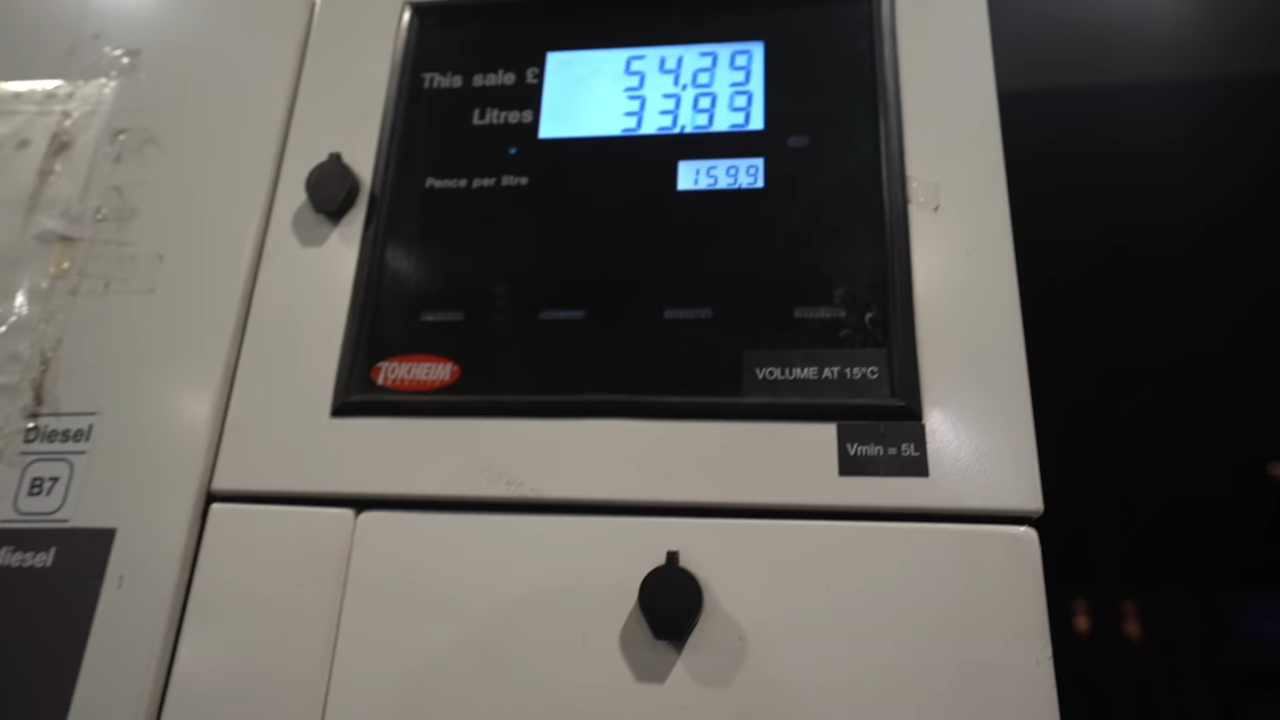 This sale £ 54,29
Litres 33,99
Pence per litre 159,9
TOKHEIM
VOLUME AT 15°C
Vmin = 5L
Diesel
B7
diesel